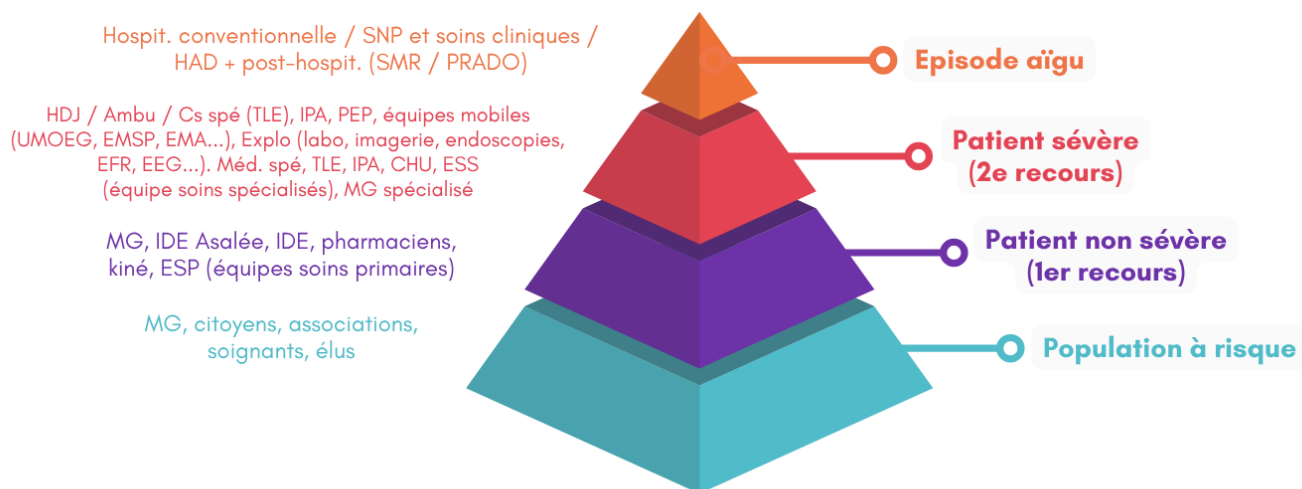 Hospit. conventionnelle / SNP et soins cliniques /
HAD + post-hospit. (SMR / PRADO)
Episode aïgu
HDJ / Ambu / Cs spé (TLE), IPA, PEP, équipes mobiles
(UMOEG, EMSP, EMA...), Explo (labo, imagerie, endoscopies,
EFR, EEG...). Méd. spé, TLE, IPA, CHU, ESS
(équipe soins spécialisés), MG spécialisé
Patient sévère
(2e recours)
MG, IDE Asalée, IDE, pharmaciens,
kiné, ESP (équipes soins primaires)
Patient non sévère
(1er recours)
MG, citoyens, associations,
soignants, élus
Population à risque